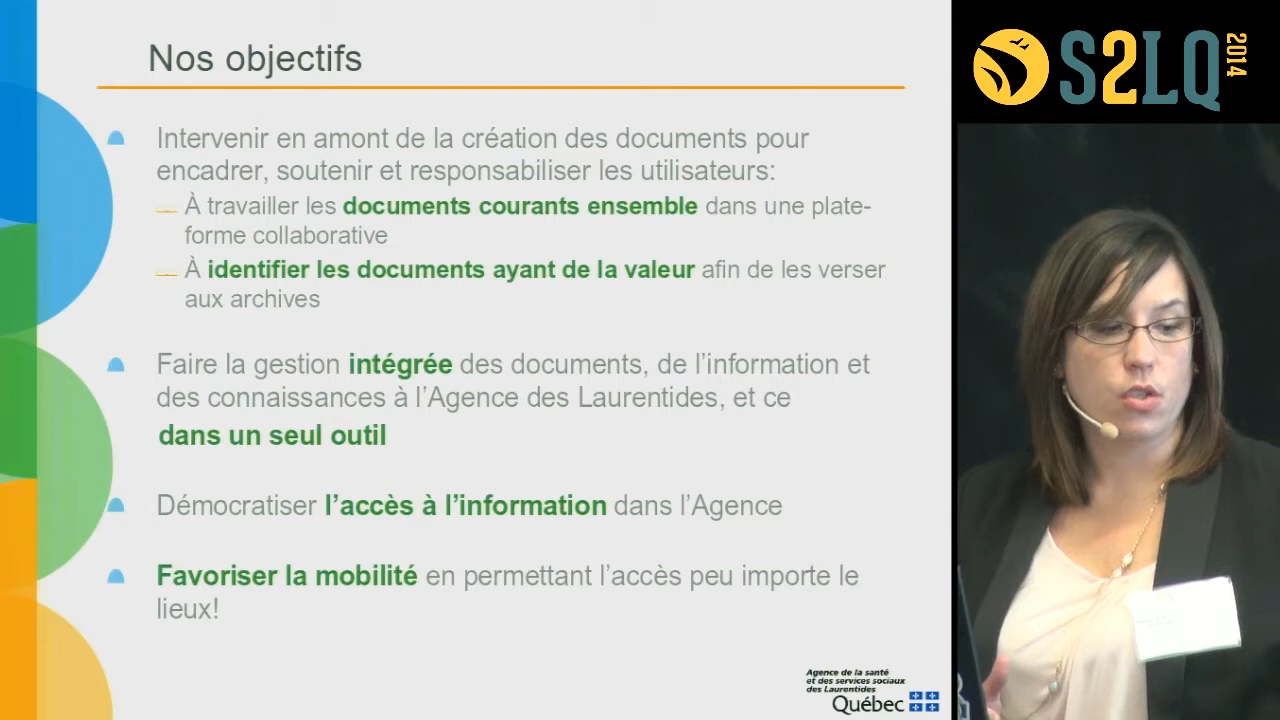 Nos objectifs
Intervenir en amont de la création des documents pour
encadrer, soutenir et responsabiliser les utilisateurs:
À travailler les documents courants ensemble dans une plate-
forme collaborative
À identifier les documents ayant de la valeur afin de les verser
aux archives
Faire la gestion intégrée des documents, de l’information et
des connaissances à l’Agence des Laurentides, et ce
dans un seul outil
Démocratiser l’accès à l’information dans l’Agence
Favoriser la mobilité en permettant l’accès peu importe le
lieux!
Agence de la santé
et des services sociaux
des Laurentides
Québec
S2LQ
2014